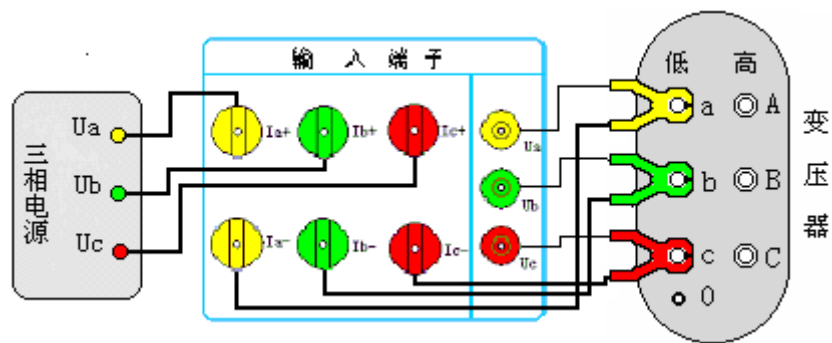 三相电源
Ua
Ub
Uc
输入端子
Ia+
Ib+
Ic+
Ia-
Ib-
Ic-
Ua
Ub
Uc
低 高
a A
b B
c C
0
变压器